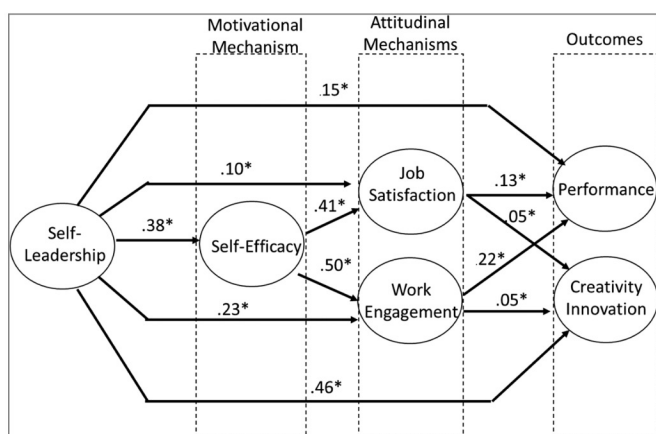 Motivational
Mechanism
Attitudinal
Mechanisms
Outcomes
.15*
.10*
Job
Satisfaction
.13*
Performance
Self-
Leadership
.38*
Self-Efficacy
.41*
.05*
.50*
.22*
Work
Engagement
Creativity
Innovation
.23*
.05*
.46*